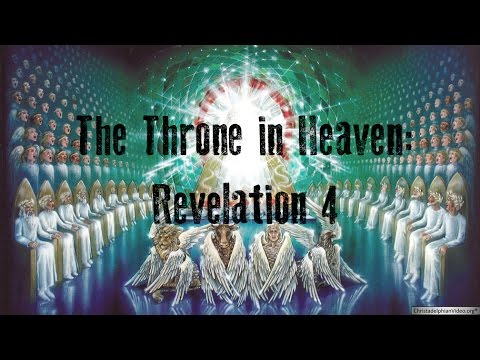 The Throne in Heaven:
Revelation 4
ChristadelphianVideo.org